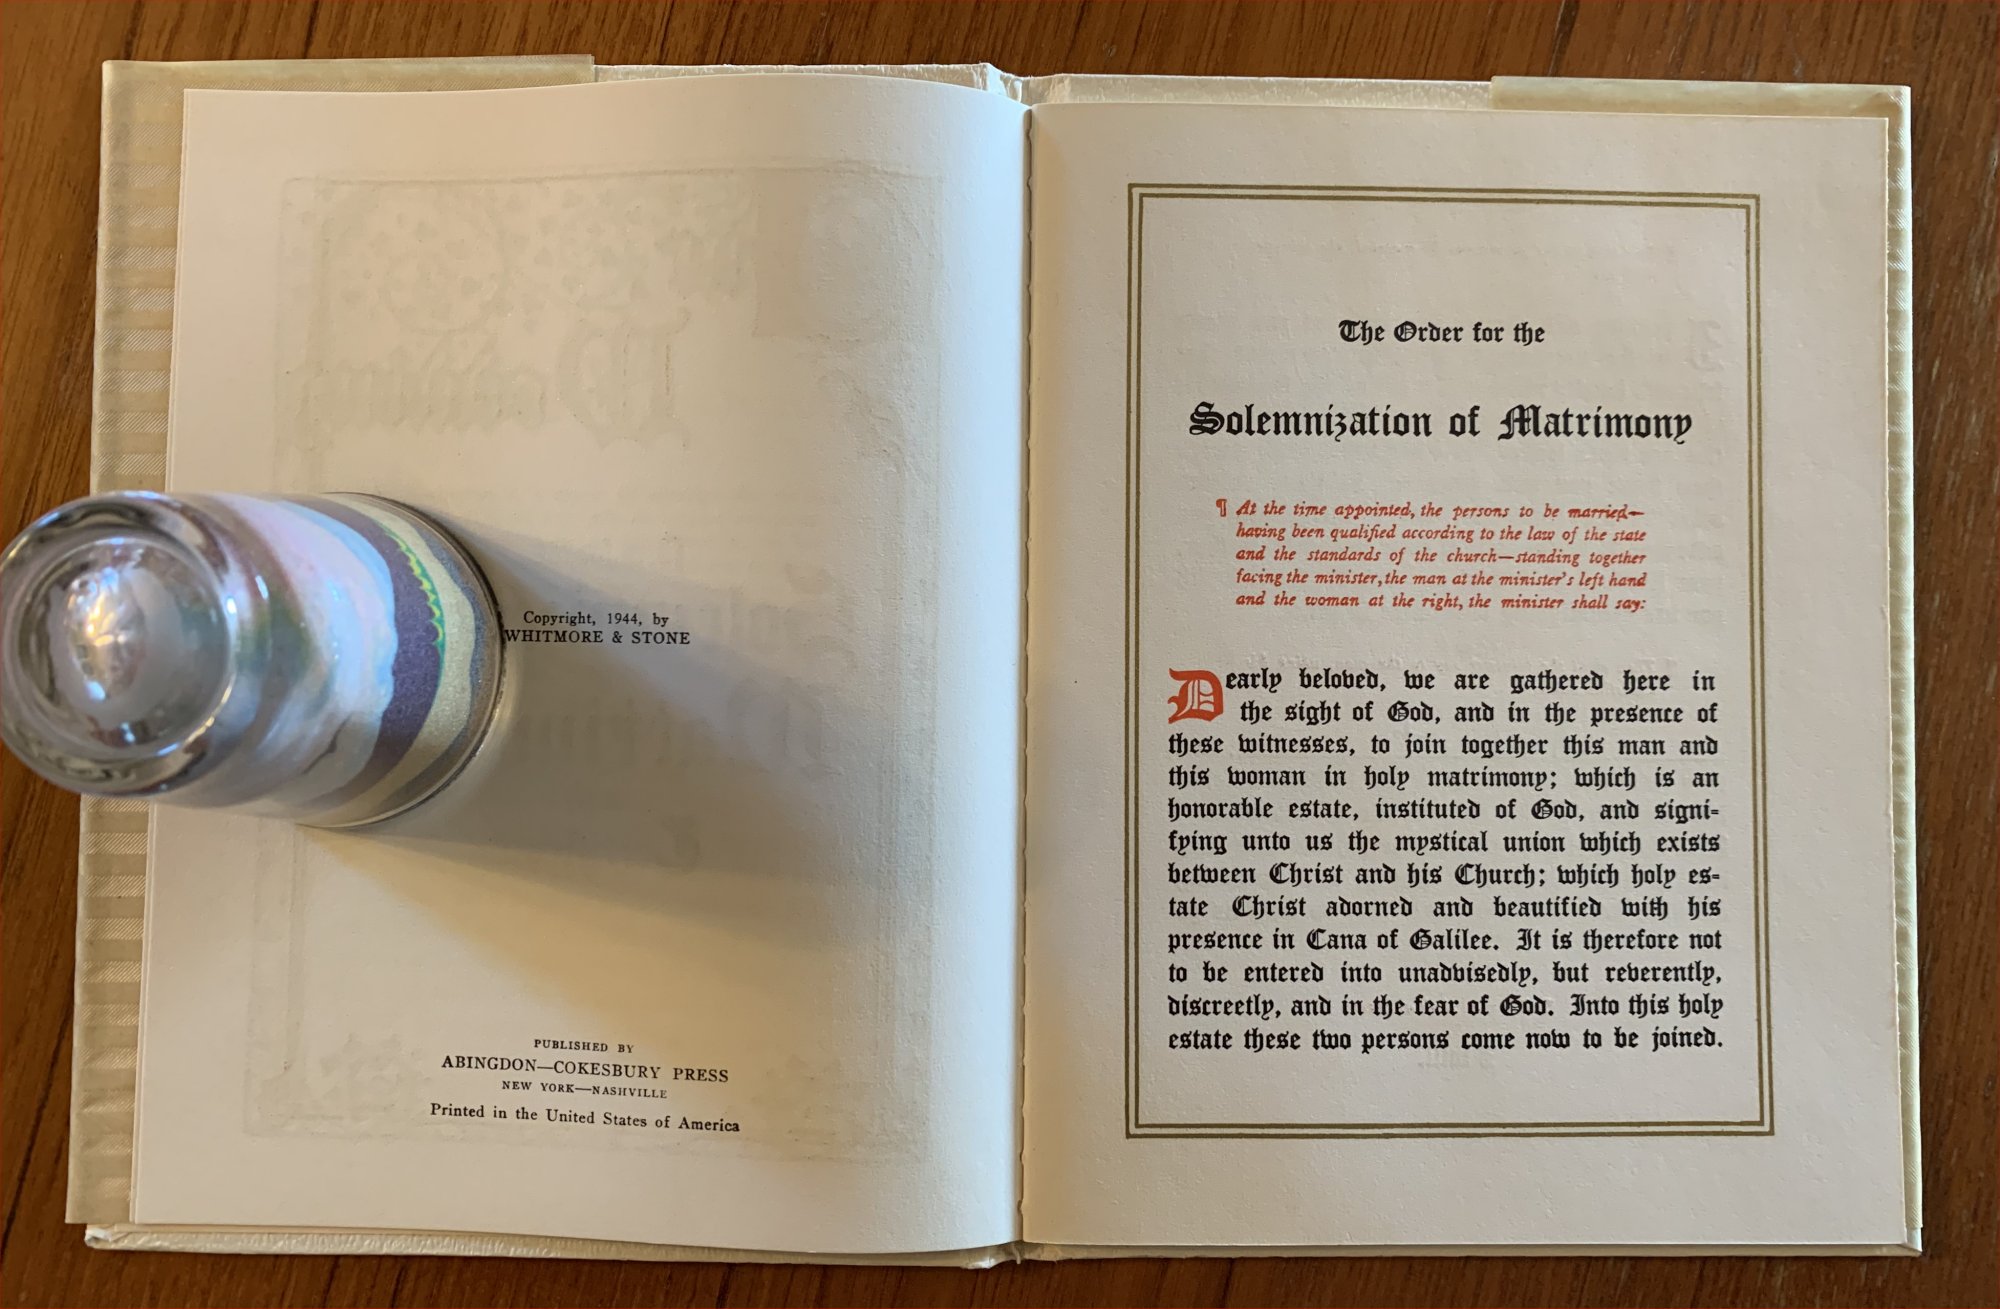 Copyright, 1944, by
WHITMORE & STONE
PUBLISHED BY
ABINGDON—COKESBURY PRESS
NEW YORK—NASHVILLE
Printed in the United States of America
The Order for the
Solemnization of Matrimony
¶ At the time appointed, the persons to be married—
having been qualified according to the law of the state
and the standards of the church—standing together
facing the minister, the man at the minister's left hand
and the woman at the right, the minister shall say:
Dearly beloved, we are gathered here in
the sight of God, and in the presence of
these witnesses, to join together this man and
this woman in holy matrimony; which is an
honorable estate, instituted of God, and signi-
fying unto us the mystical union which exists
between Christ and his Church; which holy es-
tate Christ adorned and beautified with his
presence in Cana of Galilee. It is therefore not
to be entered into unadvisedly, but reverently,
discreetly, and in the fear of God. Into this holy
estate these two persons come now to be joined.